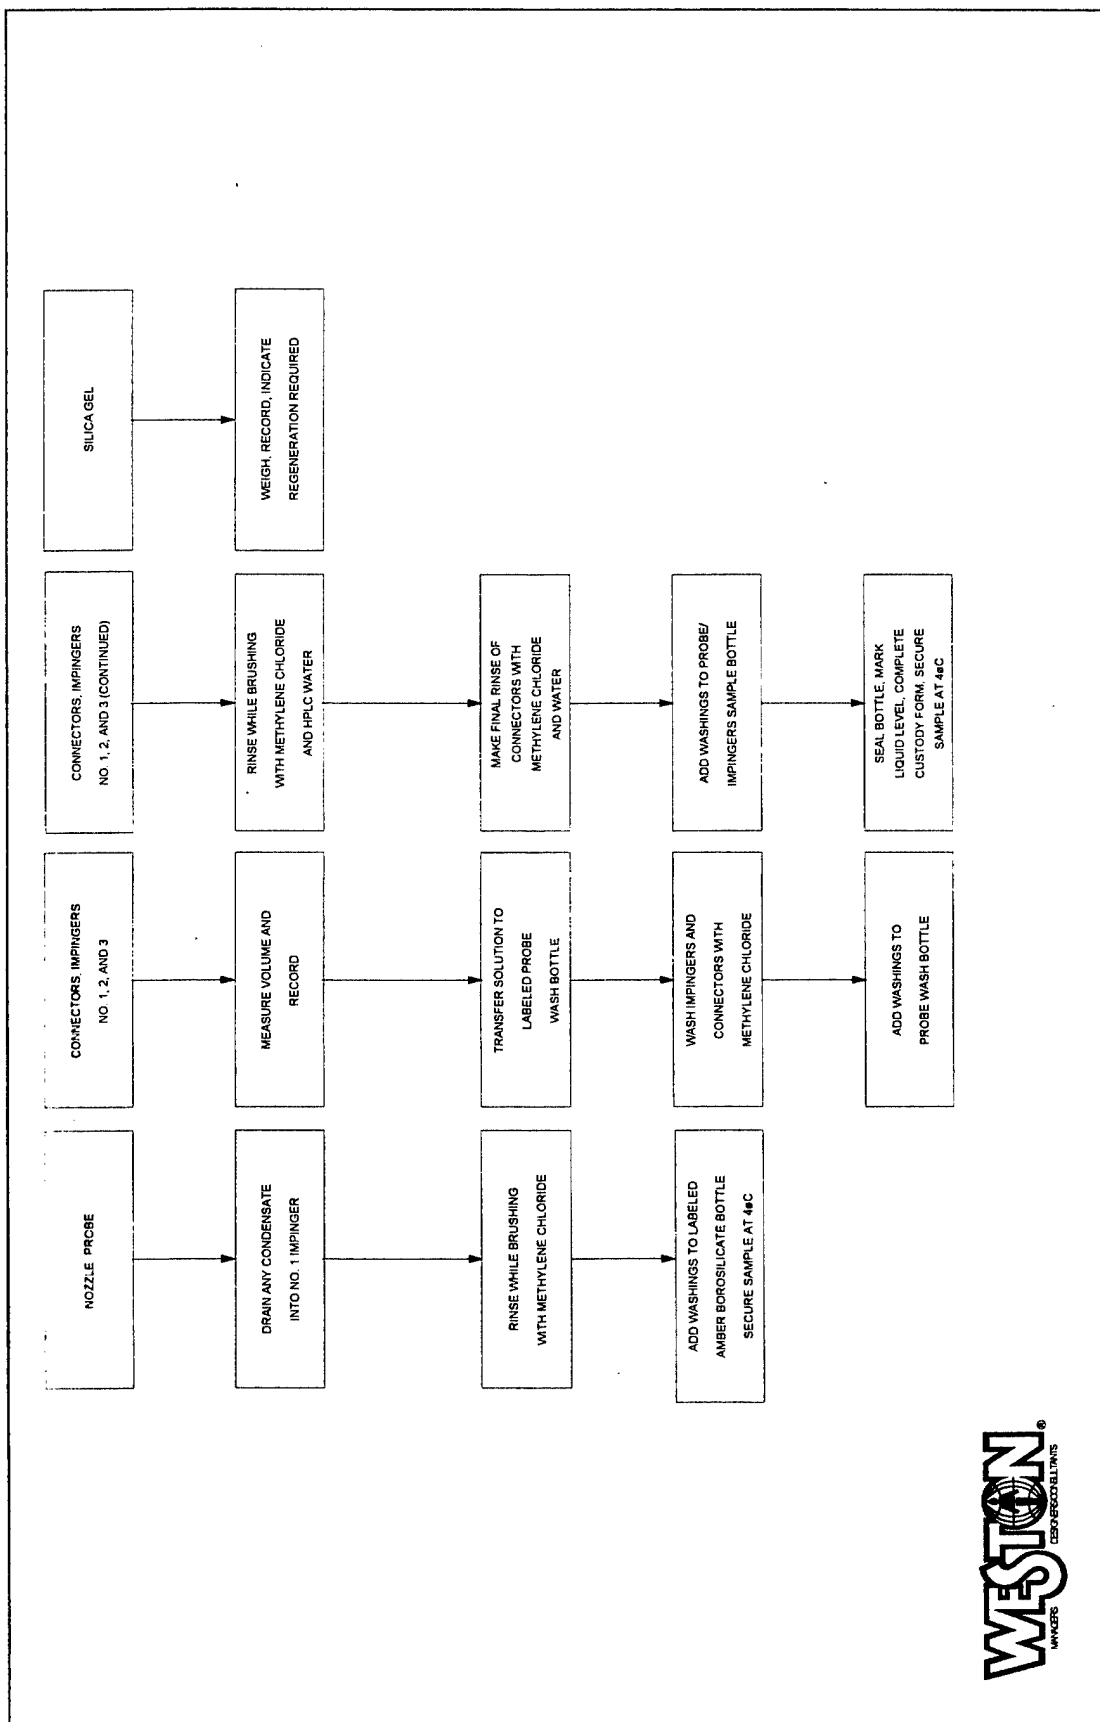 NOZZLE PROBE
DRAIN ANY CONDENSATE
INTO NO. 1 IMPINGER
RINSE WHILE BRUSHING
WITH METHYLENE CHLORIDE
ADD WASHINGS TO LABELED
AMBER BOROSILICATE BOTTLE
SECURE SAMPLE AT 4øC
CONNECTORS, IMPINGERS
NO. 1, 2, AND 3
MEASURE VOLUME AND
RECORD
TRANSFER SOLUTION TO
LABELED PROBE
WASH BOTTLE
WASH IMPINGERS AND
CONNECTORS WITH
METHYLENE CHLORIDE
ADD WASHINGS TO
PROBE WASH BOTTLE
CONNECTORS, IMPINGERS
NO. 1, 2, AND 3 (CONTINUED)
RINSE WHILE BRUSHING
WITH METHYLENE CHLORIDE
AND HPLC WATER
MAKE FINAL RINSE OF
CONNECTORS WITH
METHYLENE CHLORIDE
AND WATER
ADD WASHINGS TO PROBE/
IMPINGERS SAMPLE BOTTLE
SEAL BOTTLE, MARK
LIQUID LEVEL, COMPLETE
CUSTODY FORM, SECURE
SAMPLE AT 4øC
SILICA GEL
WEIGH, RECORD, INDICATE
REGENERATION REQUIRED
WESTON®
MANAGERS DESIGNERS/CONSULTANTS